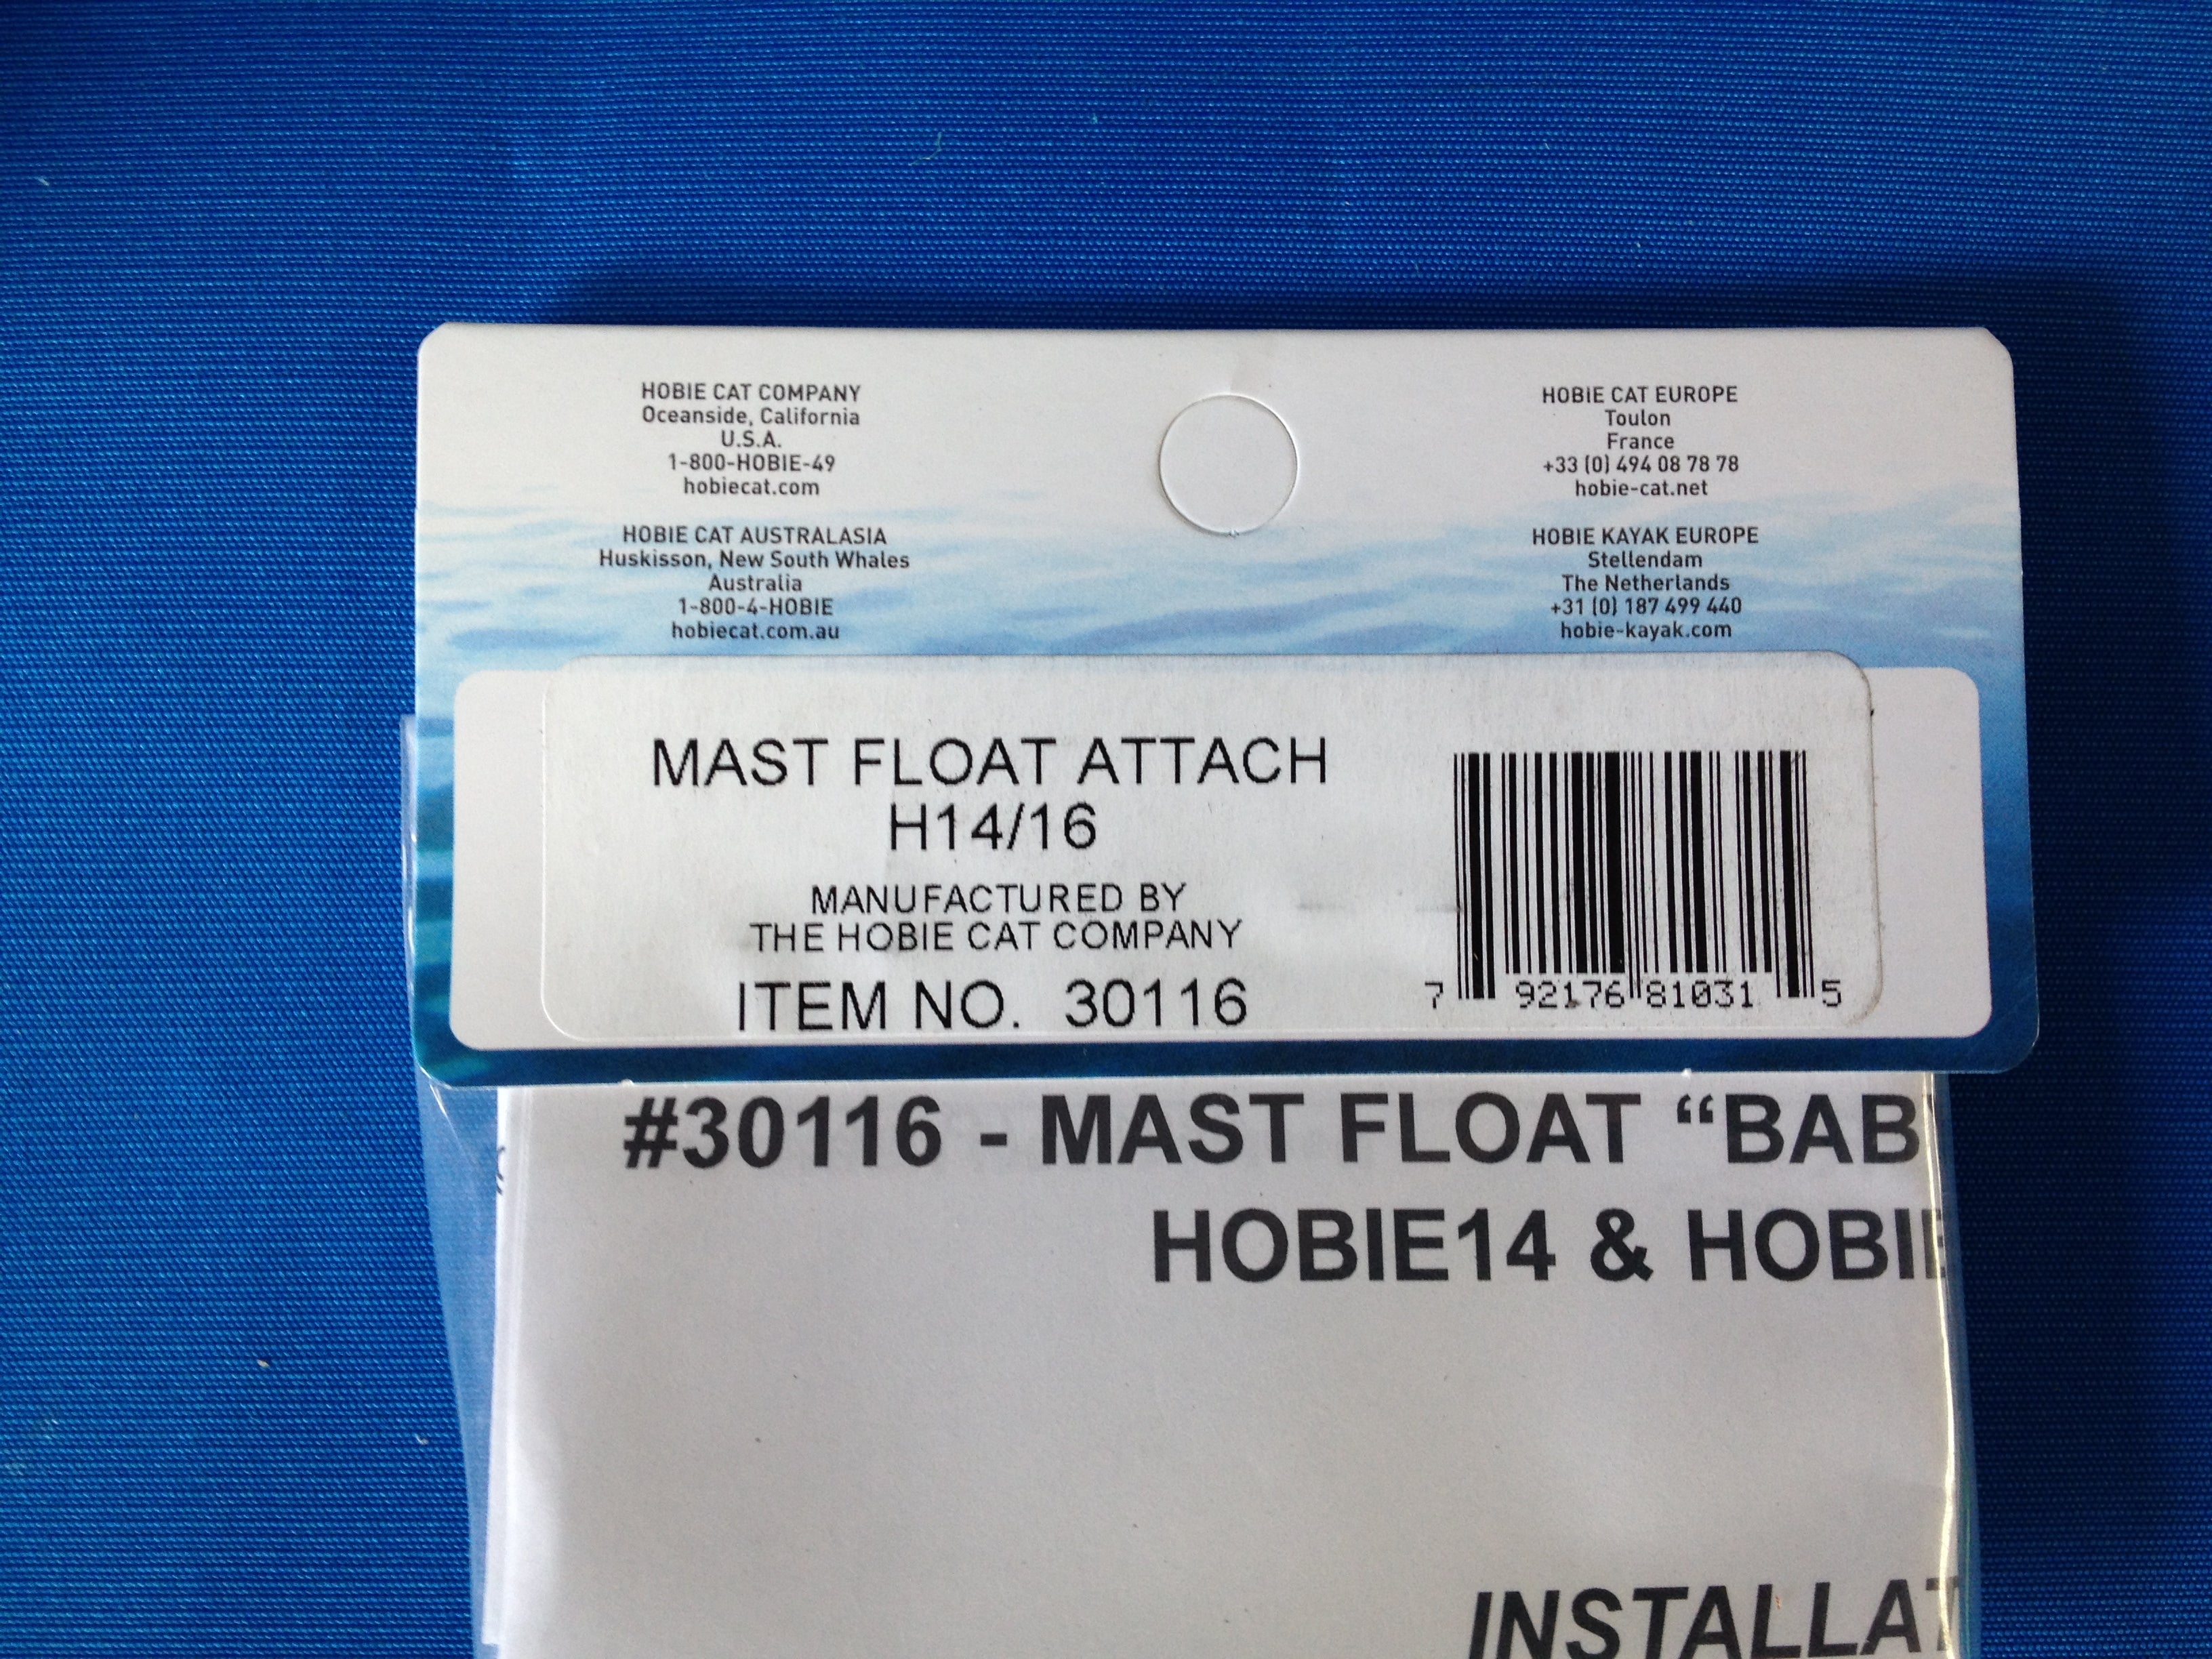 HOBIE CAT COMPANY
Oceanside, California
U.S.A.
1-800-HOBIE-49
hobiecat.com
HOBIE CAT AUSTRALASIA
Huskisson, New South Whales
Australia
1-800-4-HOBIE
hobiecat.com.au
HOBIE CAT EUROPE
Toulon
France
+33 (0) 494 08 78 78
hobie-cat.net
HOBIE KAYAK EUROPE
Stellendam
The Netherlands
+31 (0) 187 499 440
hobie-kayak.com
MAST FLOAT ATTACH
H14/16
MANUFACTURED BY
THE HOBIE CAT COMPANY
ITEM NO. 30116
7 92176 81031 5
#30116 - MAST FLOAT “BAB
HOBIE14 & HOBIE
INSTALLAT